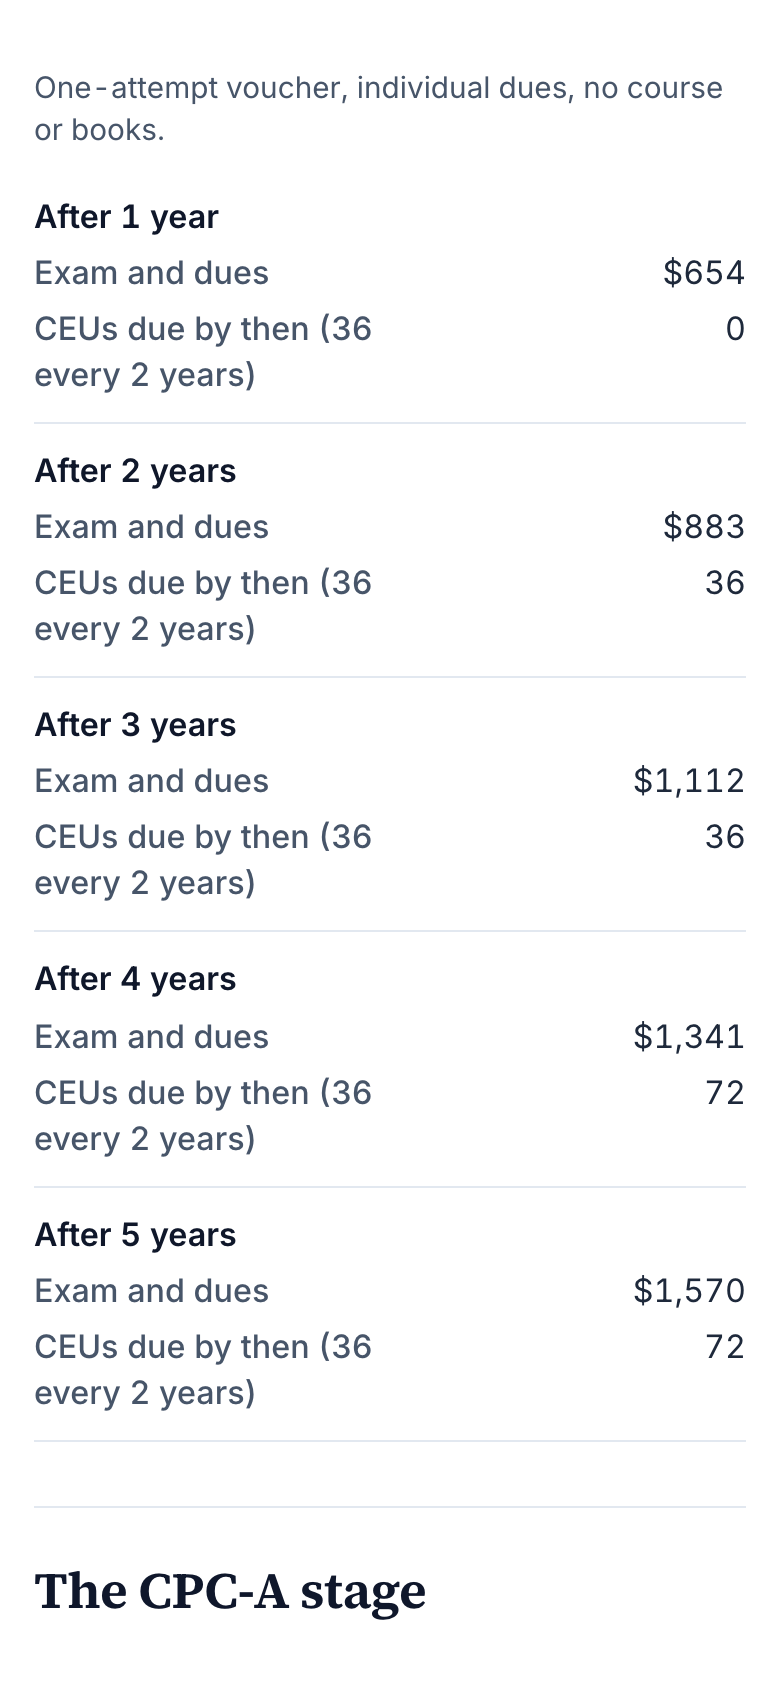 One-attempt voucher, individual dues, no course
or books.
After 1 year
Exam and dues $654
CEUs due by then (36 0
every 2 years)
After 2 years
Exam and dues $883
CEUs due by then (36 36
every 2 years)
After 3 years
Exam and dues $1,112
CEUs due by then (36 36
every 2 years)
After 4 years
Exam and dues $1,341
CEUs due by then (36 72
every 2 years)
After 5 years
Exam and dues $1,570
CEUs due by then (36 72
every 2 years)
The CPC-A stage